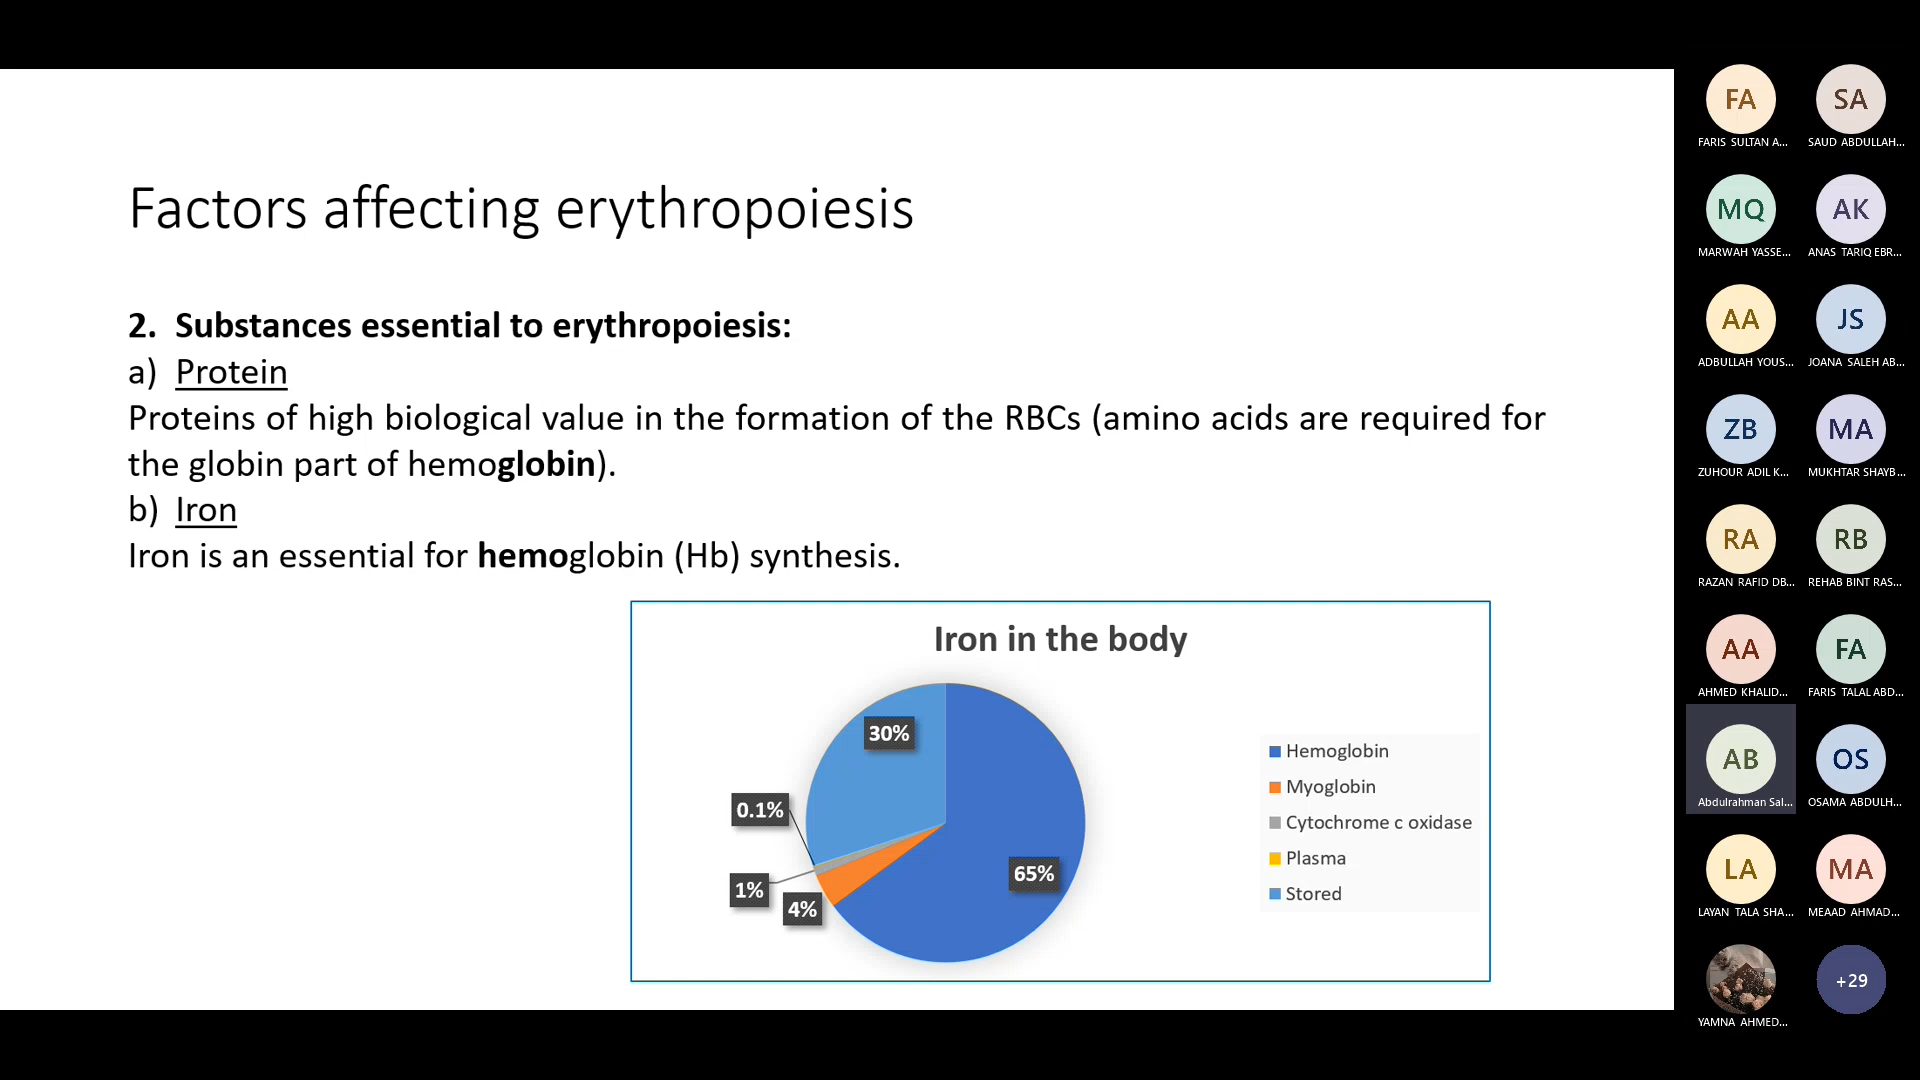 Factors affecting erythropoiesis
2. Substances essential to erythropoiesis:
a) Protein
Proteins of high biological value in the formation of the RBCs (amino acids are required for
the globin part of hemoglobin).
b) Iron
Iron is an essential for hemoglobin (Hb) synthesis.
Iron in the body
30%
0.1%
1%
4%
65%
Hemoglobin
Myoglobin
Cytochrome c oxidase
Plasma
Stored
FA
FARIS SULTAN A...
SA
SAUD ABDULLAH...
MQ
MARWAH YASSE...
AK
ANAS TARIQ EBR...
AA
ADBULLAH YOUS...
JS
JOANA SALEH AB...
ZB
ZUHOUR ADIL K...
MA
MUKHTAR SHAYB...
RA
RAZAN RAFID DB...
RB
REHAB BINT RAS...
AA
AHMED KHALID...
FA
FARIS TALAL ABD...
AB
Abdulrahman Sal...
OS
OSAMA ABDULH...
LA
LAYAN TALA SHA...
MA
MEAAD AHMAD...
YAMNA AHMED...
+29